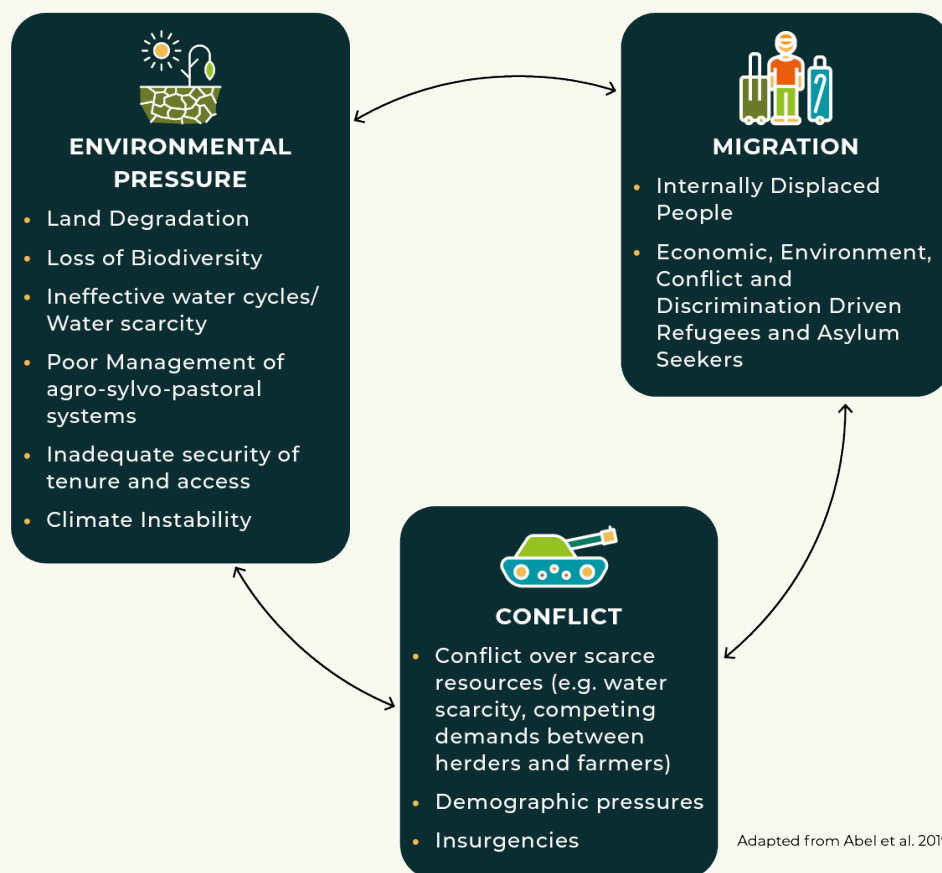 ENVIRONMENTAL
PRESSURE
• Land Degradation
• Loss of Biodiversity
• Ineffective water cycles/
Water scarcity
• Poor Management of
agro-sylvo-pastoral
systems
• Inadequate security of
tenure and access
• Climate Instability
MIGRATION
• Internally Displaced
People
• Economic, Environment,
Conflict and
Discrimination Driven
Refugees and Asylum
Seekers
CONFLICT
• Conflict over scarce
resources (e.g. water
scarcity, competing
demands between
herders and farmers)
• Demographic pressures
• Insurgencies
Adapted from Abel et al. 2019